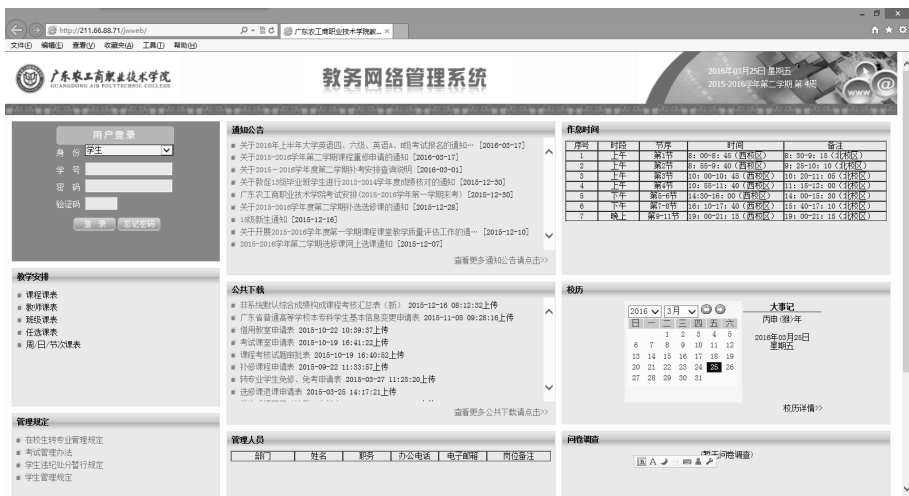 http://211.66.88.71/jwweb/
广东农工商职业技术学院教...
文件(F) 编辑(E) 查看(V) 收藏夹(A) 工具(T) 帮助(H)
广东农工商职业技术学院
GUANGDONG AIB POLYTECHNIC COLLEGE
教务网络管理系统
2016年03月25日 星期五
2015-2016学年第二学期 第 4周
www
@
用户登录
身 份 学生
学 号
密 码
验证码
登 录 忘记密码
教学安排
课程课表
教师课表
班级课表
任选课表
周/日/节次课表
管理规定
在校生转专业管理规定
考试管理办法
学生违纪处分暂行规定
学生管理规定
通知公告
关于2016年上半年大学英语四、六级、英语A、B级考试报名的通知… [2016-03-17]
关于2015-2016学年第二学期课程重修申请的通知 [2016-03-17]
关于2015－2016学年第二学期补考安排查询说明 [2016-03-01]
关于敦促13级毕业班学生进行2013-2014学年度成绩核对的通知 [2015-12-30]
广东农工商职业技术学院考试安排(2015-2016学年第一学期末考) [2015-12-30]
关于2015-2016学年度第二学期补选选修课的通知 [2015-12-28]
15级新生通知 [2015-12-16]
关于开展2015-2016年度第一学期课程课堂教学质量评估工作的通… [2015-12-10]
2015-2016学年第二学期选修课网上选课通知 [2015-12-07]
查看更多通知公告请点击>>
公共下载
非系统默认综合成绩构成课程考核汇总表（新） 2015-12-16 08:12:32上传
广东省普通高等学校本专科学生基本信息变更申请表 2015-11-05 09:28:16上传
借用教室申请表 2015-10-22 10:39:37上传
考试课室申请表 2015-10-19 16:41:22上传
课程考核试题审批表 2015-10-19 16:40:52上传
补修课程申请表 2015-09-22 11:33:57上传
转专业学生免修、免考申请表 2015-03-27 11:25:20上传
选修课退课申请表 2015-03-25 14:17:21上传
查看更多公共下载请点击>>
管理人员
部门 姓名 职务 办公电话 电子邮箱 岗位备注
作息时间
序号 时段 节序 时间 备注
1 上午 第1节 8：00-8：45（西校区） 8：30-9：15（北校区）
2 上午 第2节 8：55-9：40（西校区） 9：25-10：10（北校区）
3 上午 第3节 10：00-10：45（西校区） 10：20-11：05（北校区）
4 上午 第4节 10：55-11：40（西校区） 11：15-12：00（北校区）
5 下午 第5-6节 14:30-16：00（西校区） 14：00-15：30（北校区）
6 下午 第7-8节 16：10-17：40（西校区） 15：40-17：10（北校区）
7 晚上 第9-11节 19：00-21：15（西校区） 19：00-21：15（北校区）
校历
2016 3月
日 一 二 三 四 五 六
1 2 3 4 5
6 7 8 9 10 11 12
13 14 15 16 17 18 19
20 21 22 23 24 25 26
27 28 29 30 31
大事记
丙申(猴)年
2016年03月25日
星期五
校历详情>>
问卷调查
(暂无问卷调查)
A